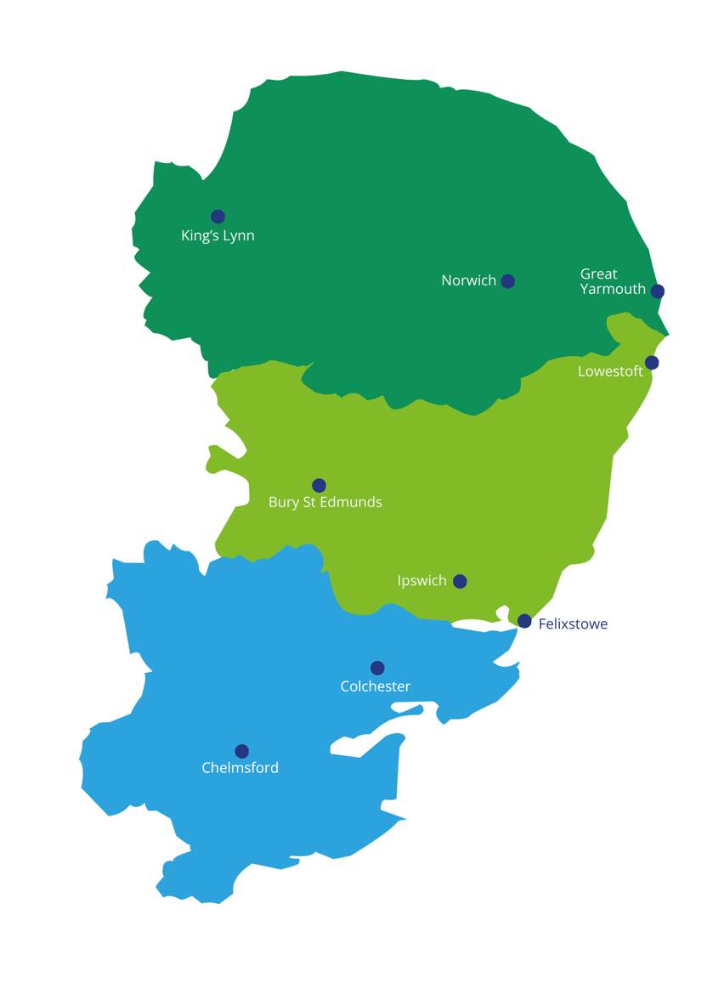 King’s Lynn
Norwich
Great
Yarmouth
Lowestoft
Bury St Edmunds
Ipswich
Felixstowe
Colchester
Chelmsford